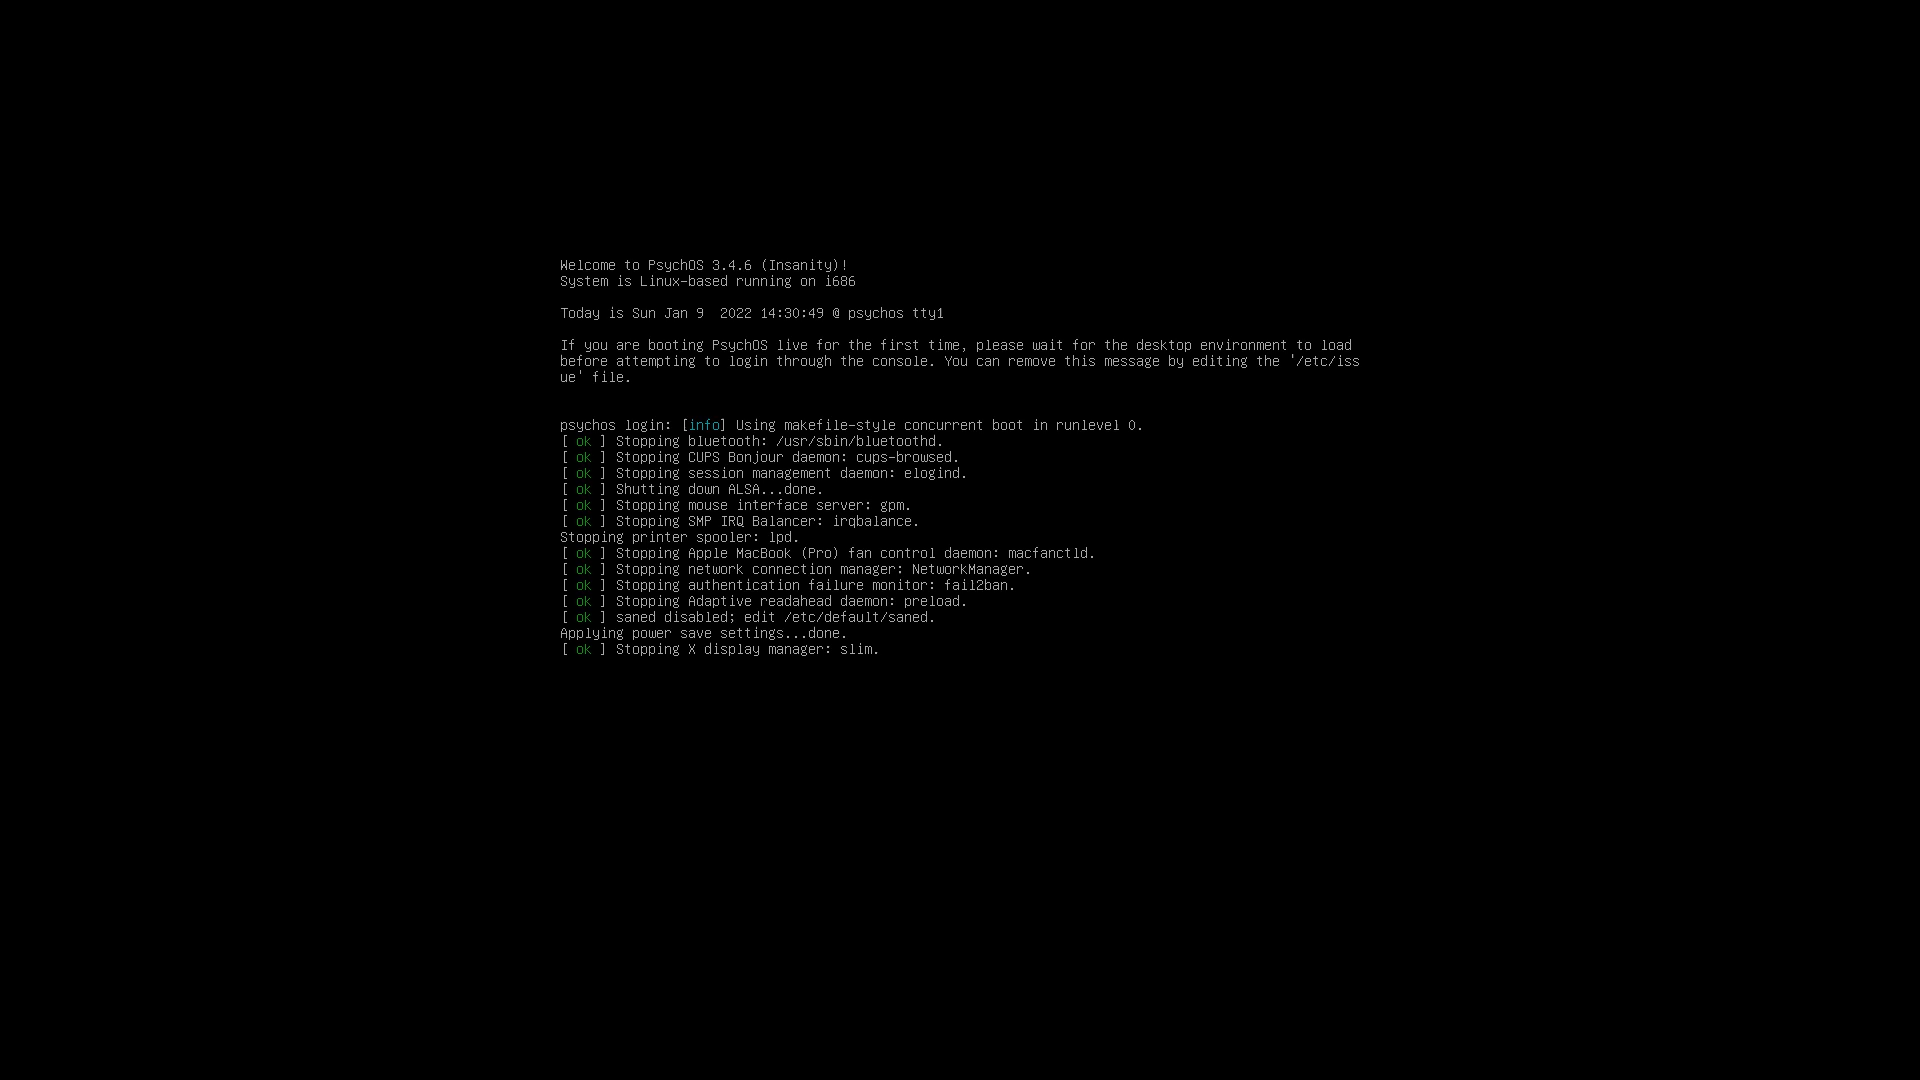 Welcome to PsychOS 3.4.6 (Insanity)!
System is Linux-based running on i686
Today is Sun Jan 9  2022 14:30:49 @ psychos tty1
If you are booting PsychOS live for the first time, please wait for the desktop environment to load
before attempting to login through the console. You can remove this message by editing the '/etc/iss
ue' file.
psychos login: [info] Using makefile-style concurrent boot in runlevel 0.
[ ok ] Stopping bluetooth: /usr/sbin/bluetoothd.
[ ok ] Stopping CUPS Bonjour daemon: cups-browsed.
[ ok ] Stopping session management daemon: elogind.
[ ok ] Shutting down ALSA...done.
[ ok ] Stopping mouse interface server: gpm.
[ ok ] Stopping SMP IRQ Balancer: irqbalance.
Stopping printer spooler: lpd.
[ ok ] Stopping Apple MacBook (Pro) fan control daemon: macfanctld.
[ ok ] Stopping network connection manager: NetworkManager.
[ ok ] Stopping authentication failure monitor: fail2ban.
[ ok ] Stopping Adaptive readahead daemon: preload.
[ ok ] saned disabled; edit /etc/default/saned.
Applying power save settings...done.
[ ok ] Stopping X display manager: slim.